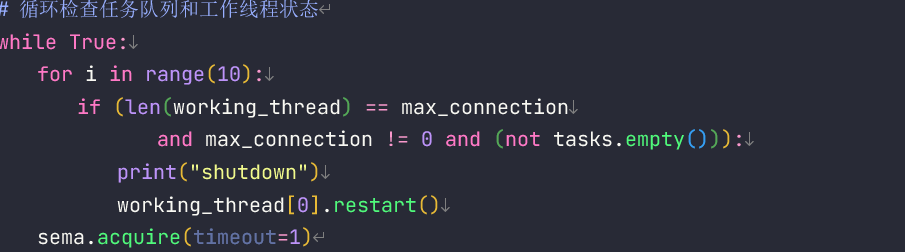 # 循环检查任务队列和工作线程状态
while True:
for i in range(10):
if (len(working_thread) == max_connection
and max_connection != 0 and (not tasks.empty())):
print("shutdown")
working_thread[0].restart()
sema.acquire(timeout=1)